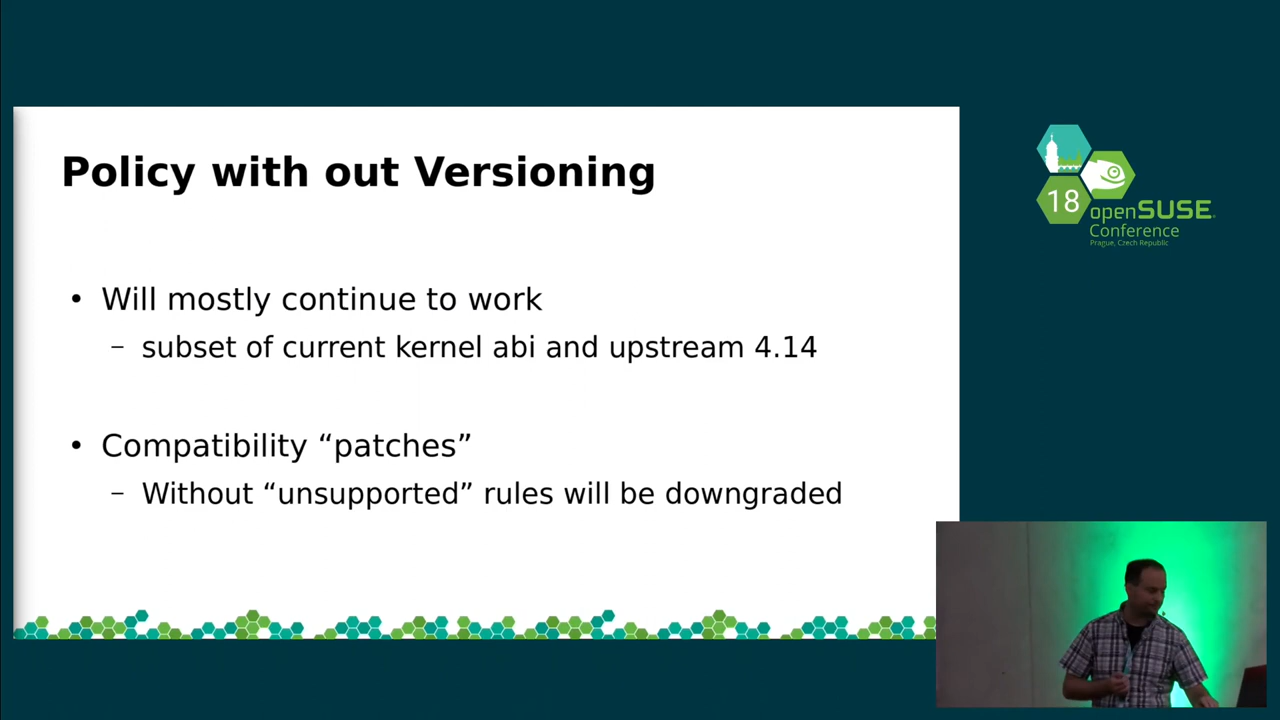 Policy with out Versioning
• Will mostly continue to work
– subset of current kernel abi and upstream 4.14
• Compatibility “patches”
– Without “unsupported” rules will be downgraded
18
openSUSE
Conference
Prague, Czech Republic